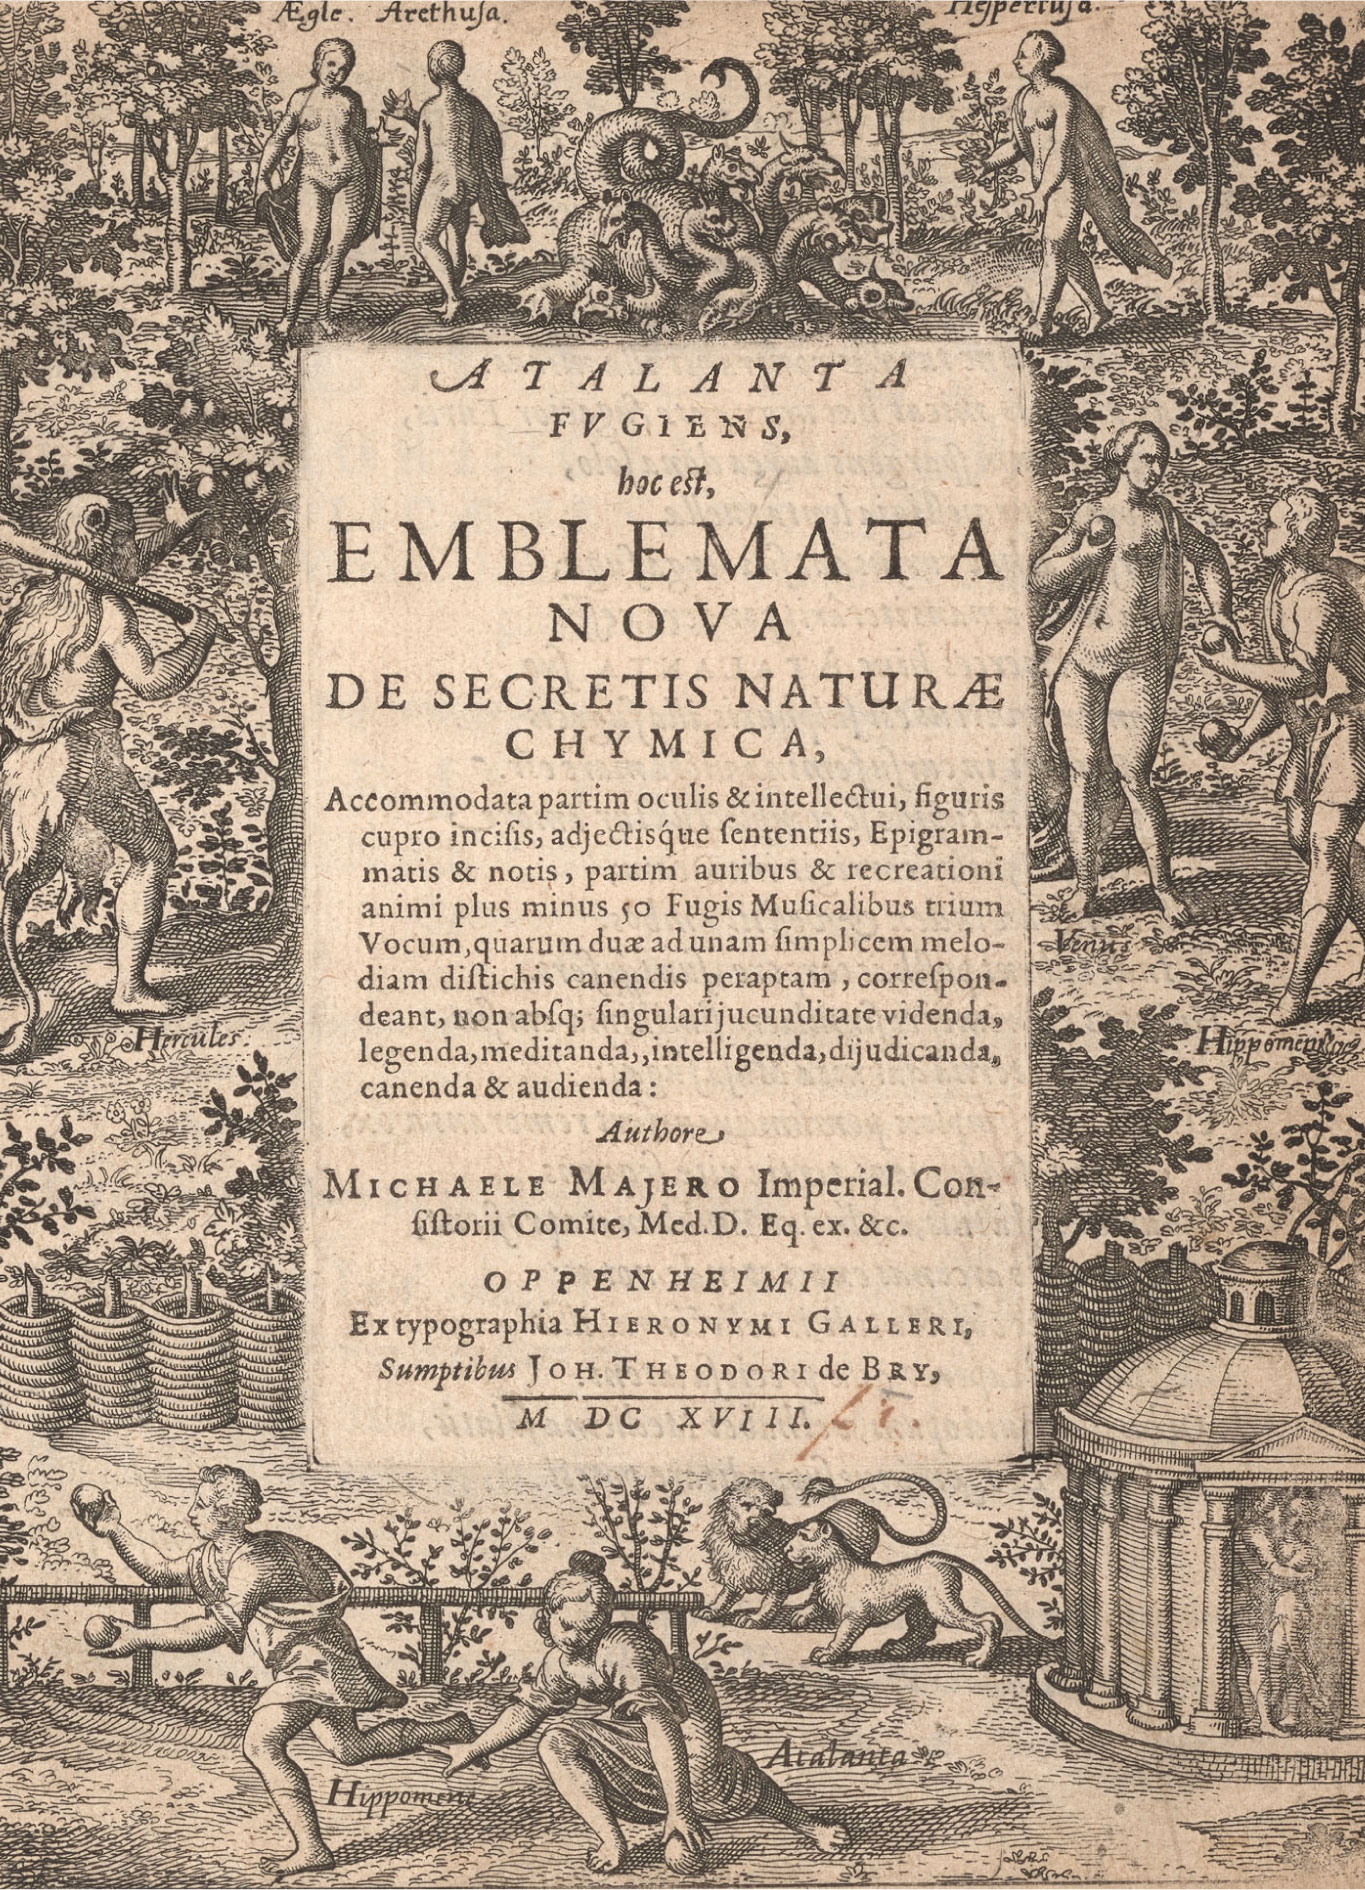 Ægle. Arethusa.
Hespertusa.
ATALANTA
FVGIENS,
hoc est,
EMBLEMATA
NOVA
DE SECRETIS NATURÆ
CHYMICA,
Accommodata partim oculis & intellectui, figuris
cupro incisis, adjectisque sententiis, Epigram-
matis & notis, partim auribus & recreationi
animi plus minus 50 Fugis Musicalibus trium
Vocum, quarum duæ ad unam simplicem melo-
diam distichis canendis peraptam, correspon-
deant, non absq; singulari jucunditate videnda,
legenda, meditanda,, intelligenda, dijudicanda,
canenda & audienda:
Authore
MICHAELE MAJERO Imperial. Con-
sistorii Comite, Med. D. Eq. ex. &c.
OPPENHEIMII
Ex typographia HIERONYMI GALLERI,
Sumptibus JOH. THEODORI de BRY,
M DC XVIII.
Hercules.
Venus
Hippomenes
Hippomene
Atalanta